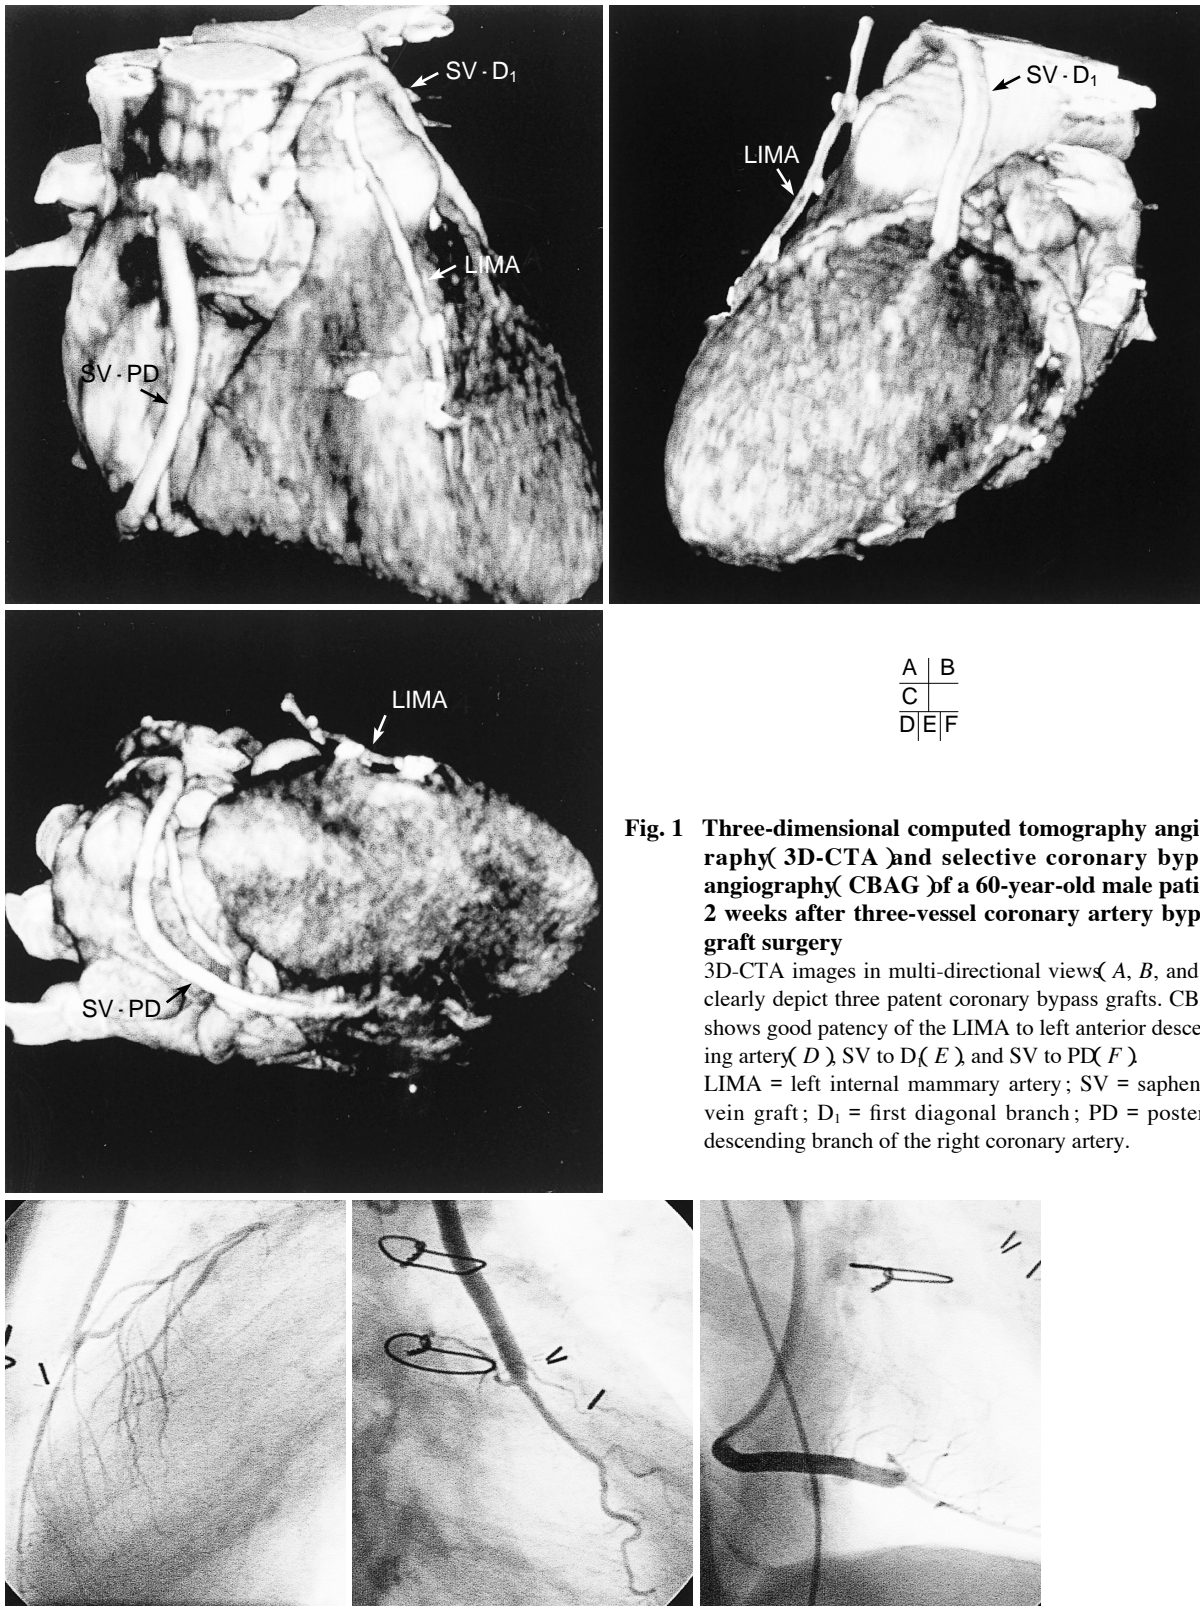 SV - D1
LIMA
SV - PD
SV - D1
LIMA
LIMA
SV - PD
A B
C
D E F
Fig. 1 Three-dimensional computed tomography angi
raphy( 3D-CTA )and selective coronary byp
angiography( CBAG )of a 60-year-old male pati
2 weeks after three-vessel coronary artery byp
graft surgery
3D-CTA images in multi-directional views( A, B, and
clearly depict three patent coronary bypass grafts. CB
shows good patency of the LIMA to left anterior desce
ing artery( D ), SV to D1( E ), and SV to PD( F ).
LIMA = left internal mammary artery ; SV = saphen
vein graft ; D1 = first diagonal branch ; PD = poster
descending branch of the right coronary artery.